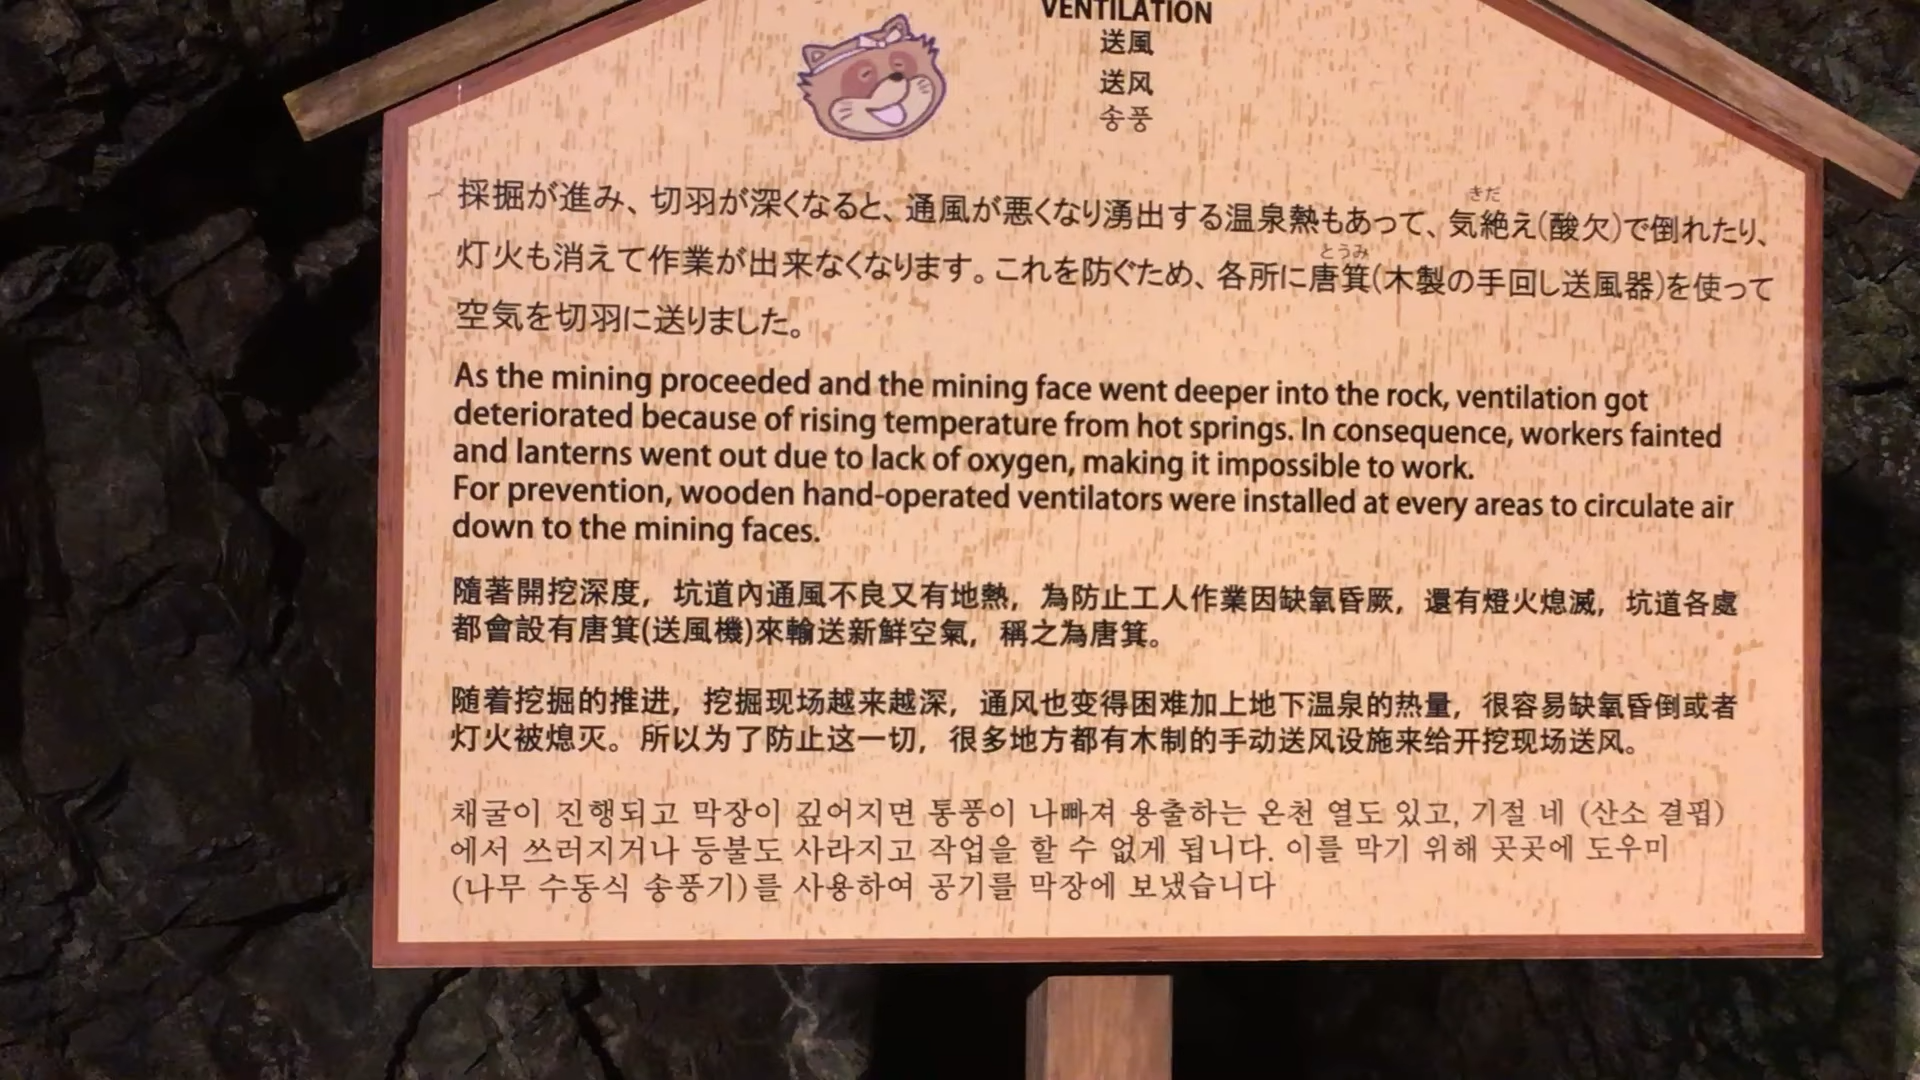 VENTILATION
送風
送风
송풍
採掘が進み、切羽が深くなると、通風が悪くなり湧出する温泉熱もあって、気絶え(酸欠)で倒れたり、
きだ
灯火も消えて作業が出来なくなります。これを防ぐため、各所に唐箕(木製の手回し送風器)を使って
とうみ
空気を切羽に送りました。
As the mining proceeded and the mining face went deeper into the rock, ventilation got
deteriorated because of rising temperature from hot springs. In consequence, workers fainted
and lanterns went out due to lack of oxygen, making it impossible to work.
For prevention, wooden hand-operated ventilators were installed at every areas to circulate air
down to the mining faces.
隨著開挖深度，坑道內通風不良又有地熱，為防止工人作業因缺氧昏厥，還有燈火熄滅，坑道各處
都會設有唐箕(送風機)來輸送新鮮空氣，稱之為唐箕。
随着挖掘的推进，挖掘现场越来越深，通风也变得困难加上地下温泉的热量，很容易缺氧昏倒或者
灯火被熄灭。所以为了防止这一切，很多地方都有木制的手动送风设施来给开挖现场送风。
채굴이 진행되고 막장이 깊어지면 통풍이 나빠져 용출하는 온천 열도 있고, 기절 네 (산소 결핍)
에서 쓰러지거나 등불도 사라지고 작업을 할 수 없게 됩니다. 이를 막기 위해 곳곳에 도우미
(나무 수동식 송풍기)를 사용하여 공기를 막장에 보냈습니다